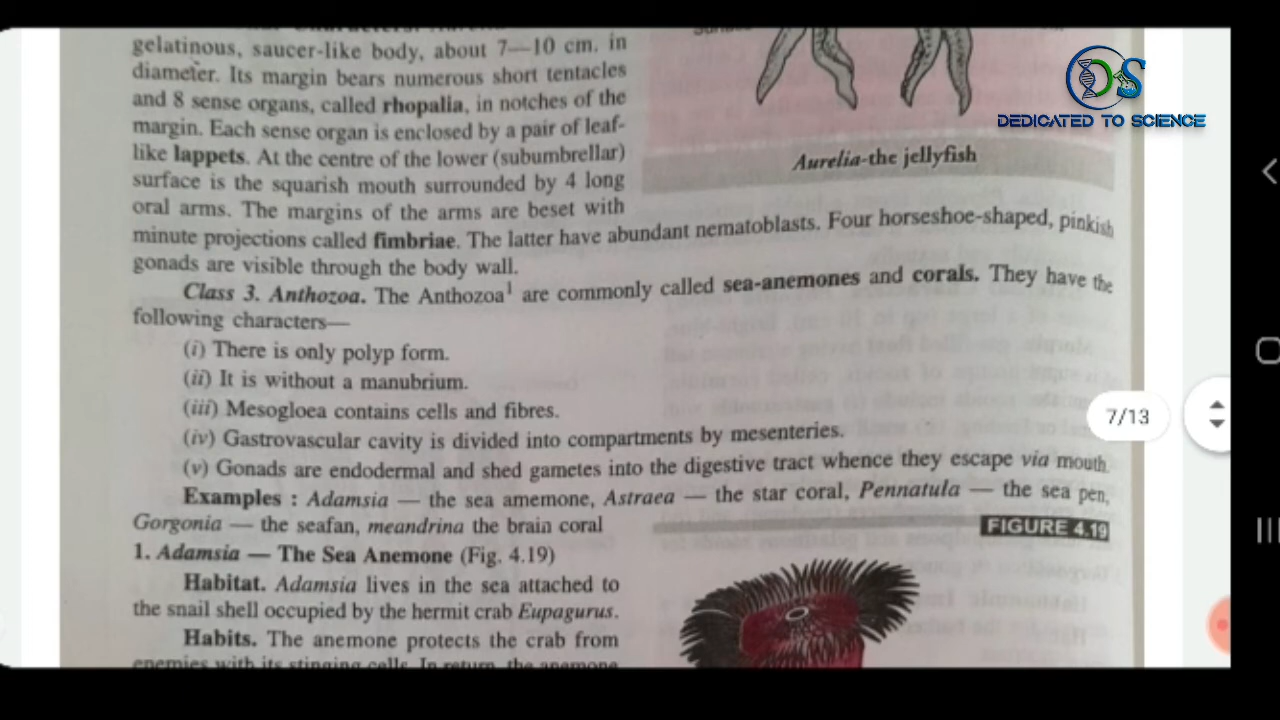 gelatinous, saucer-like body, about 7—10 cm. in
diameter. Its margin bears numerous short tentacles
and 8 sense organs, called rhopalia, in notches of the
margin. Each sense organ is enclosed by a pair of leaf-
like lappets. At the centre of the lower (subumbrellar)
surface is the squarish mouth surrounded by 4 long
oral arms. The margins of the arms are beset with
minute projections called fimbriae. The latter have abundant nematoblasts. Four horseshoe-shaped, pinkish
gonads are visible through the body wall.
Aurelia-the jellyfish
DS
DEDICATED TO SCIENCE
Class 3. Anthozoa. The Anthozoa¹ are commonly called sea-anemones and corals. They have the
following characters—
(i) There is only polyp form.
(ii) It is without a manubrium.
(iii) Mesogloea contains cells and fibres.
(iv) Gastrovascular cavity is divided into compartments by mesenteries.
(v) Gonads are endodermal and shed gametes into the digestive tract whence they escape via mouth.
Examples : Adamsia — the sea amemone, Astraea — the star coral, Pennatula — the sea pen,
Gorgonia — the seafan, meandrina the brain coral
1. Adamsia — The Sea Anemone (Fig. 4.19)
Habitat. Adamsia lives in the sea attached to
the snail shell occupied by the hermit crab Eupagurus.
Habits. The anemone protects the crab from
enemies with its stinging cells. In return, the anemone
FIGURE 4.19
7/13